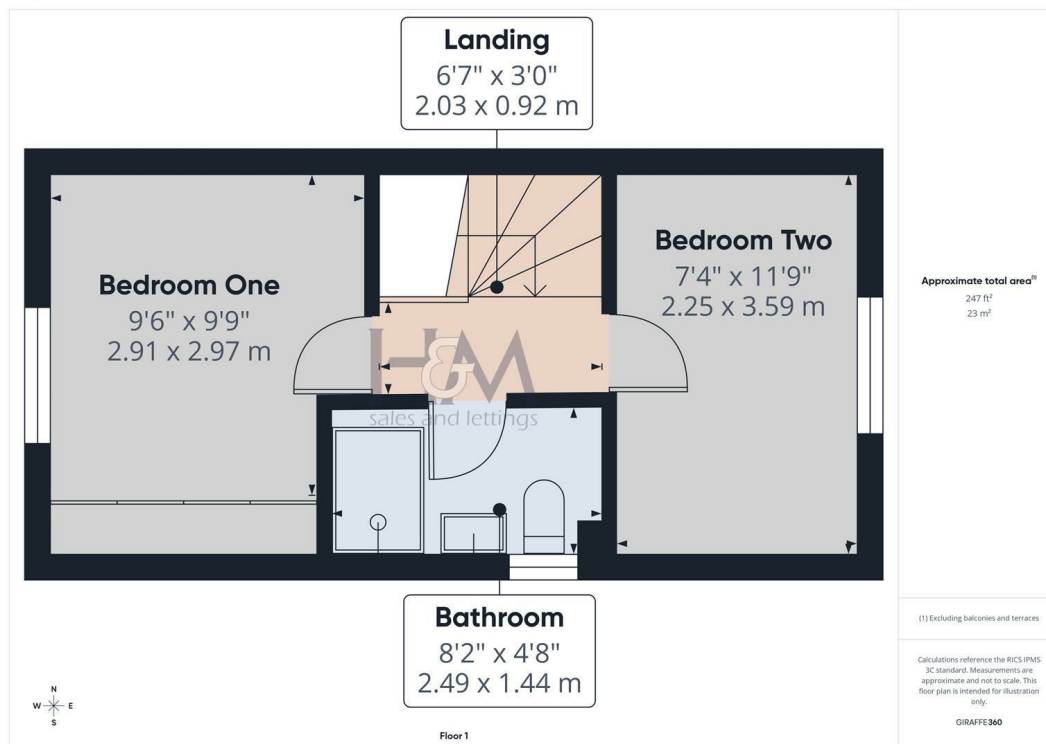 Landing
6'7" x 3'0"
2.03 x 0.92 m
Bedroom One
9'6" x 9'9"
2.91 x 2.97 m
Bedroom Two
7'4" x 11'9"
2.25 x 3.59 m
H&M
sales and lettings
Bathroom
8'2" x 4'8"
2.49 x 1.44 m
N
W E
S
Floor 1
Approximate total area(1)
247 ft²
23 m²
(1) Excluding balconies and terraces
Calculations reference the RICS IPMS
3C standard. Measurements are
approximate and not to scale. This
floor plan is intended for illustration
only.
GIRAFFE360